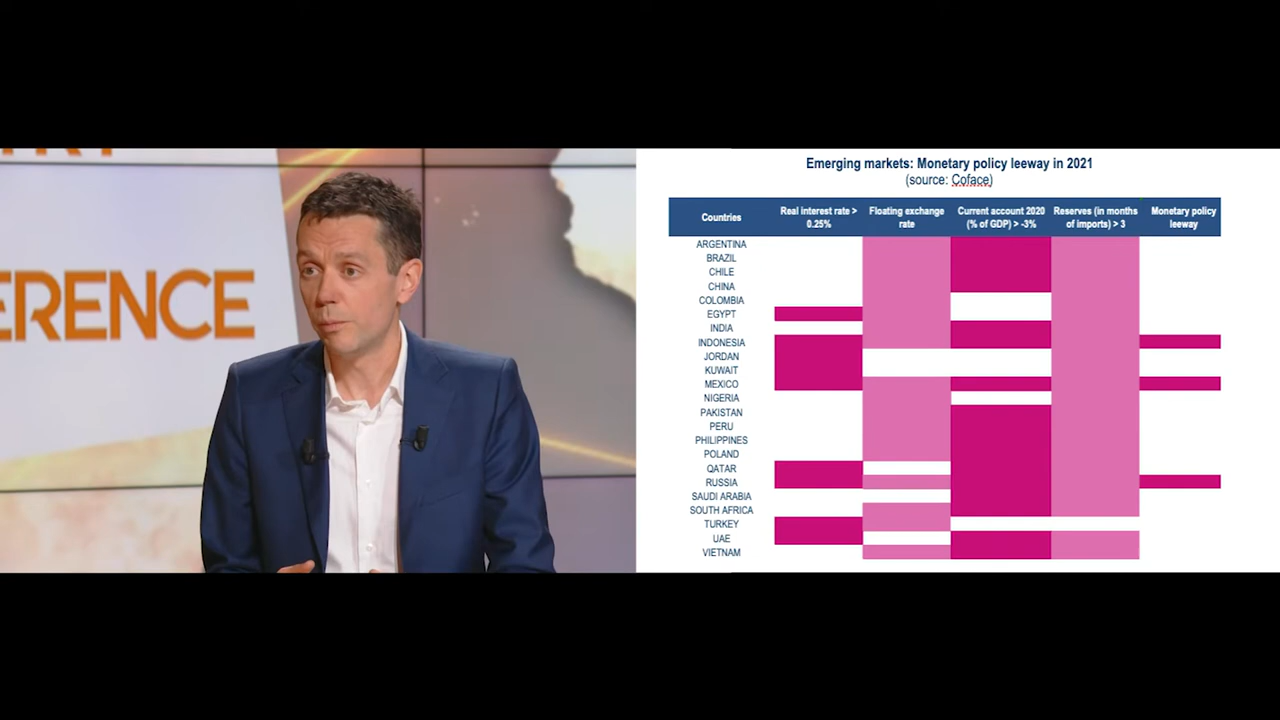 ERENCE
Emerging markets: Monetary policy leeway in 2021
(source: Coface)
Countries
Real interest rate >
0.25%
Floating exchange
rate
Current account 2020
(% of GDP) > -3%
Reserves (in months
of imports) > 3
Monetary policy
leeway
ARGENTINA
BRAZIL
CHILE
CHINA
COLOMBIA
EGYPT
INDIA
INDONESIA
JORDAN
KUWAIT
MEXICO
NIGERIA
PAKISTAN
PERU
PHILIPPINES
POLAND
QATAR
RUSSIA
SAUDI ARABIA
SOUTH AFRICA
TURKEY
UAE
VIETNAM